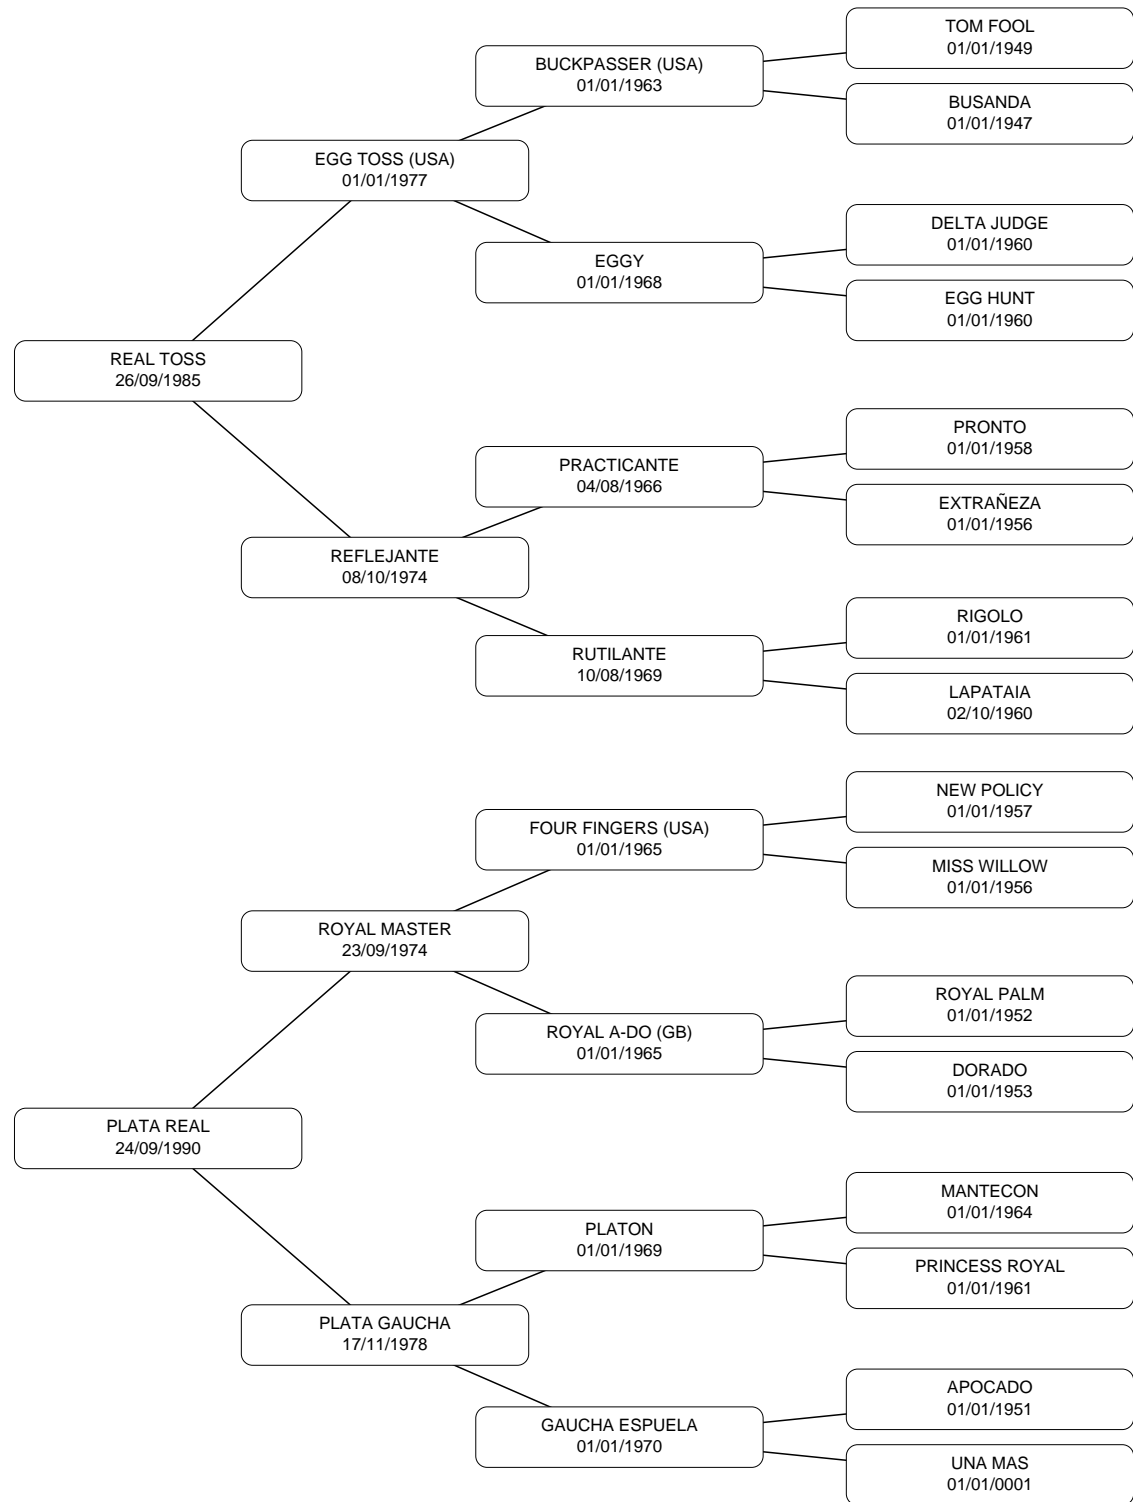 TOM FOOL
01/01/1949
BUCKPASSER (USA)
01/01/1963
BUSANDA
01/01/1947
EGG TOSS (USA)
01/01/1977
DELTA JUDGE
01/01/1960
EGGY
01/01/1968
EGG HUNT
01/01/1960
REAL TOSS
26/09/1985
PRONTO
01/01/1958
PRACTICANTE
04/08/1966
EXTRAÑEZA
01/01/1956
REFLEJANTE
08/10/1974
RIGOLO
01/01/1961
RUTILANTE
10/08/1969
LAPATAIA
02/10/1960
NEW POLICY
01/01/1957
FOUR FINGERS (USA)
01/01/1965
MISS WILLOW
01/01/1956
ROYAL MASTER
23/09/1974
ROYAL PALM
01/01/1952
ROYAL A-DO (GB)
01/01/1965
DORADO
01/01/1953
PLATA REAL
24/09/1990
MANTECON
01/01/1964
PLATON
01/01/1969
PRINCESS ROYAL
01/01/1961
PLATA GAUCHA
17/11/1978
APOCADO
01/01/1951
GAUCHA ESPUELA
01/01/1970
UNA MAS
01/01/0001